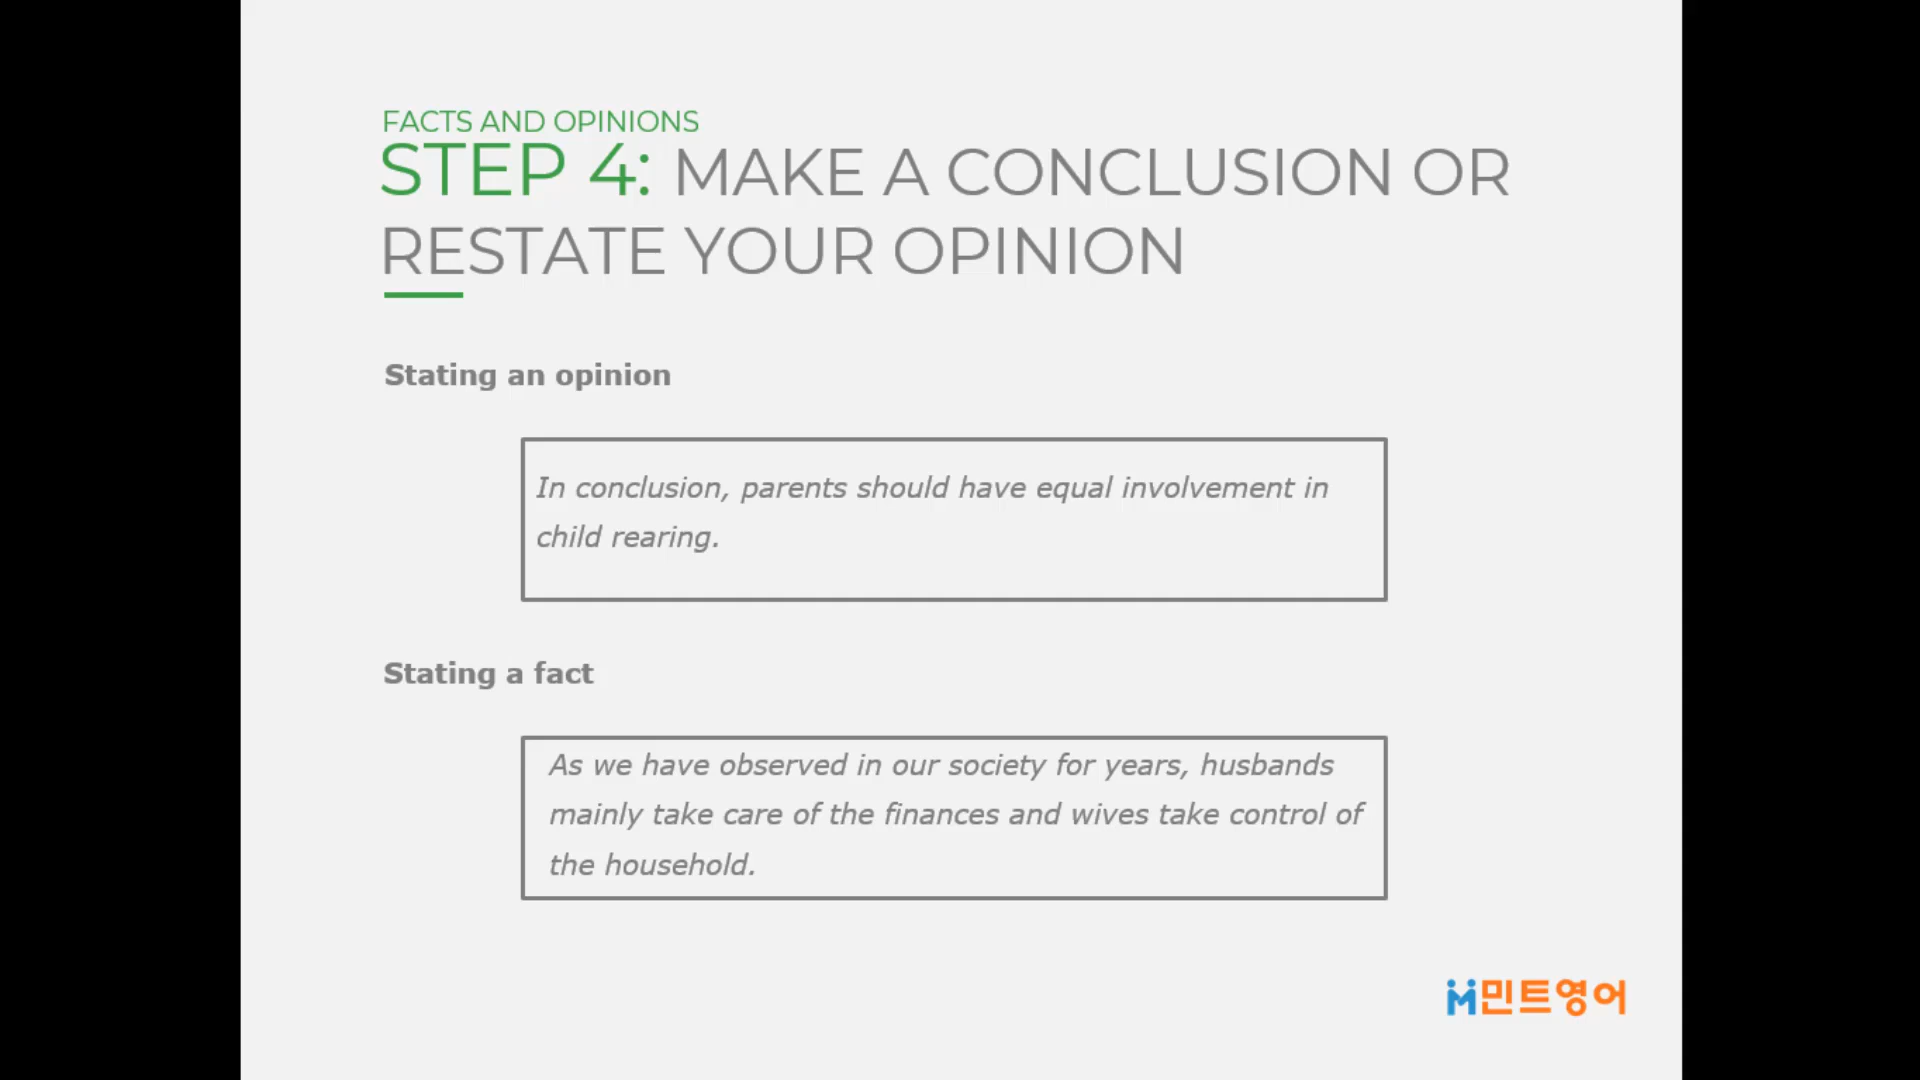 FACTS AND OPINIONS
STEP 4: MAKE A CONCLUSION OR
RESTATE YOUR OPINION
Stating an opinion
In conclusion, parents should have equal involvement in
child rearing.
Stating a fact
As we have observed in our society for years, husbands
mainly take care of the finances and wives take control of
the household.
민트영어